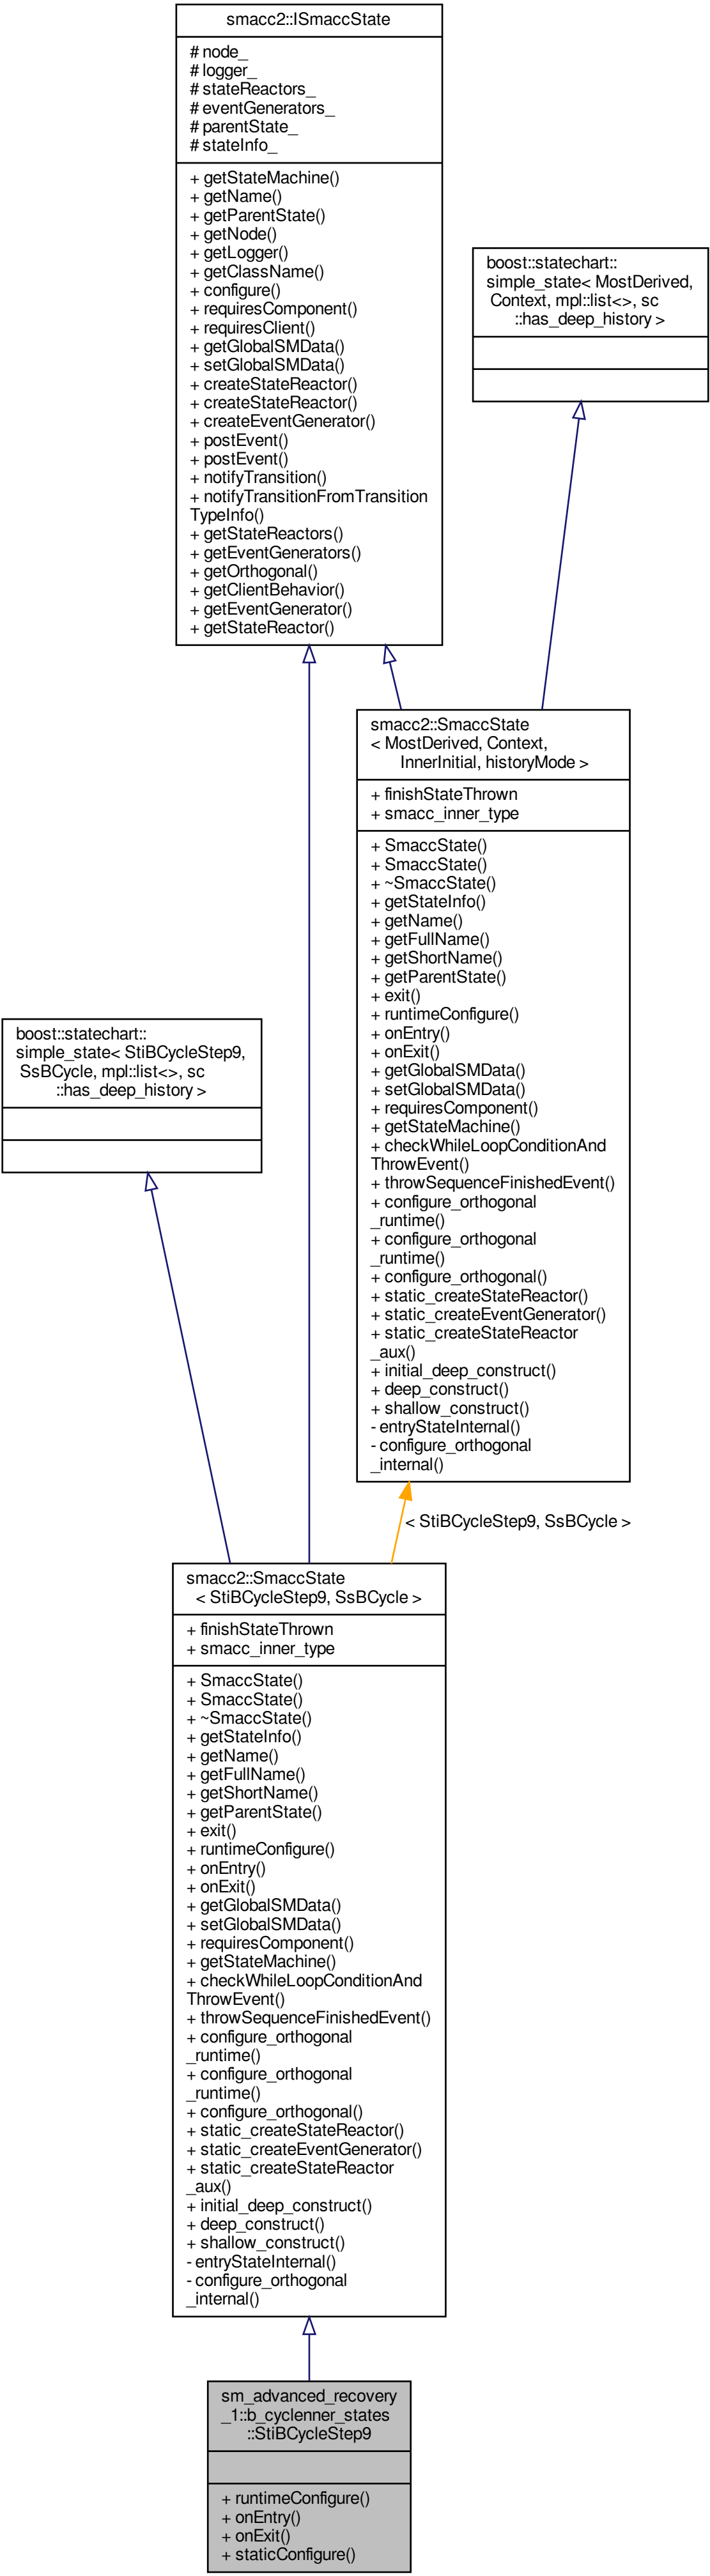 smacc2::ISmaccState
# node_
# logger_
# stateReactors_
# eventGenerators_
# parentState_
# stateInfo_
+ getStateMachine()
+ getName()
+ getParentState()
+ getNode()
+ getLogger()
+ getClassName()
+ configure()
+ requiresComponent()
+ requiresClient()
+ getGlobalSMData()
+ setGlobalSMData()
+ createStateReactor()
+ createStateReactor()
+ createEventGenerator()
+ postEvent()
+ postEvent()
+ notifyTransition()
+ notifyTransitionFromTransition
TypeInfo()
+ getStateReactors()
+ getEventGenerators()
+ getOrthogonal()
+ getClientBehavior()
+ getEventGenerator()
+ getStateReactor()
boost::statechart::
simple_state< MostDerived,
Context, mpl::list<>, sc
::has_deep_history >
smacc2::SmaccState
< MostDerived, Context,
InnerInitial, historyMode >
+ finishStateThrown
+ smacc_inner_type
+ SmaccState()
+ SmaccState()
+ ~SmaccState()
+ getStateInfo()
+ getName()
+ getFullName()
+ getShortName()
+ getParentState()
+ exit()
+ runtimeConfigure()
+ onEntry()
+ onExit()
+ getGlobalSMData()
+ setGlobalSMData()
+ requiresComponent()
+ getStateMachine()
+ checkWhileLoopConditionAnd
ThrowEvent()
+ throwSequenceFinishedEvent()
+ configure_orthogonal
_runtime()
+ configure_orthogonal
_runtime()
+ configure_orthogonal()
+ static_createStateReactor()
+ static_createEventGenerator()
+ static_createStateReactor
_aux()
+ initial_deep_construct()
+ deep_construct()
+ shallow_construct()
- entryStateInternal()
- configure_orthogonal
_internal()
boost::statechart::
simple_state< StiBCycleStep9,
SsBCycle, mpl::list<>, sc
::has_deep_history >
< StiBCycleStep9, SsBCycle >
smacc2::SmaccState
< StiBCycleStep9, SsBCycle >
+ finishStateThrown
+ smacc_inner_type
+ SmaccState()
+ SmaccState()
+ ~SmaccState()
+ getStateInfo()
+ getName()
+ getFullName()
+ getShortName()
+ getParentState()
+ exit()
+ runtimeConfigure()
+ onEntry()
+ onExit()
+ getGlobalSMData()
+ setGlobalSMData()
+ requiresComponent()
+ getStateMachine()
+ checkWhileLoopConditionAnd
ThrowEvent()
+ throwSequenceFinishedEvent()
+ configure_orthogonal
_runtime()
+ configure_orthogonal
_runtime()
+ configure_orthogonal()
+ static_createStateReactor()
+ static_createEventGenerator()
+ static_createStateReactor
_aux()
+ initial_deep_construct()
+ deep_construct()
+ shallow_construct()
- entryStateInternal()
- configure_orthogonal
_internal()
sm_advanced_recovery
_1::b_cyclenner_states
::StiBCycleStep9
+ runtimeConfigure()
+ onEntry()
+ onExit()
+ staticConfigure()